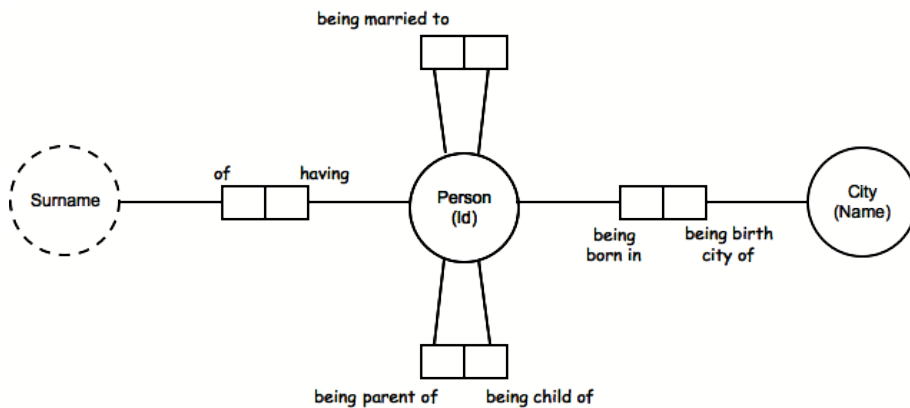 being married to
of
having
Surname
Person
(Id)
City
(Name)
being
born in
being birth
city of
being parent of
being child of